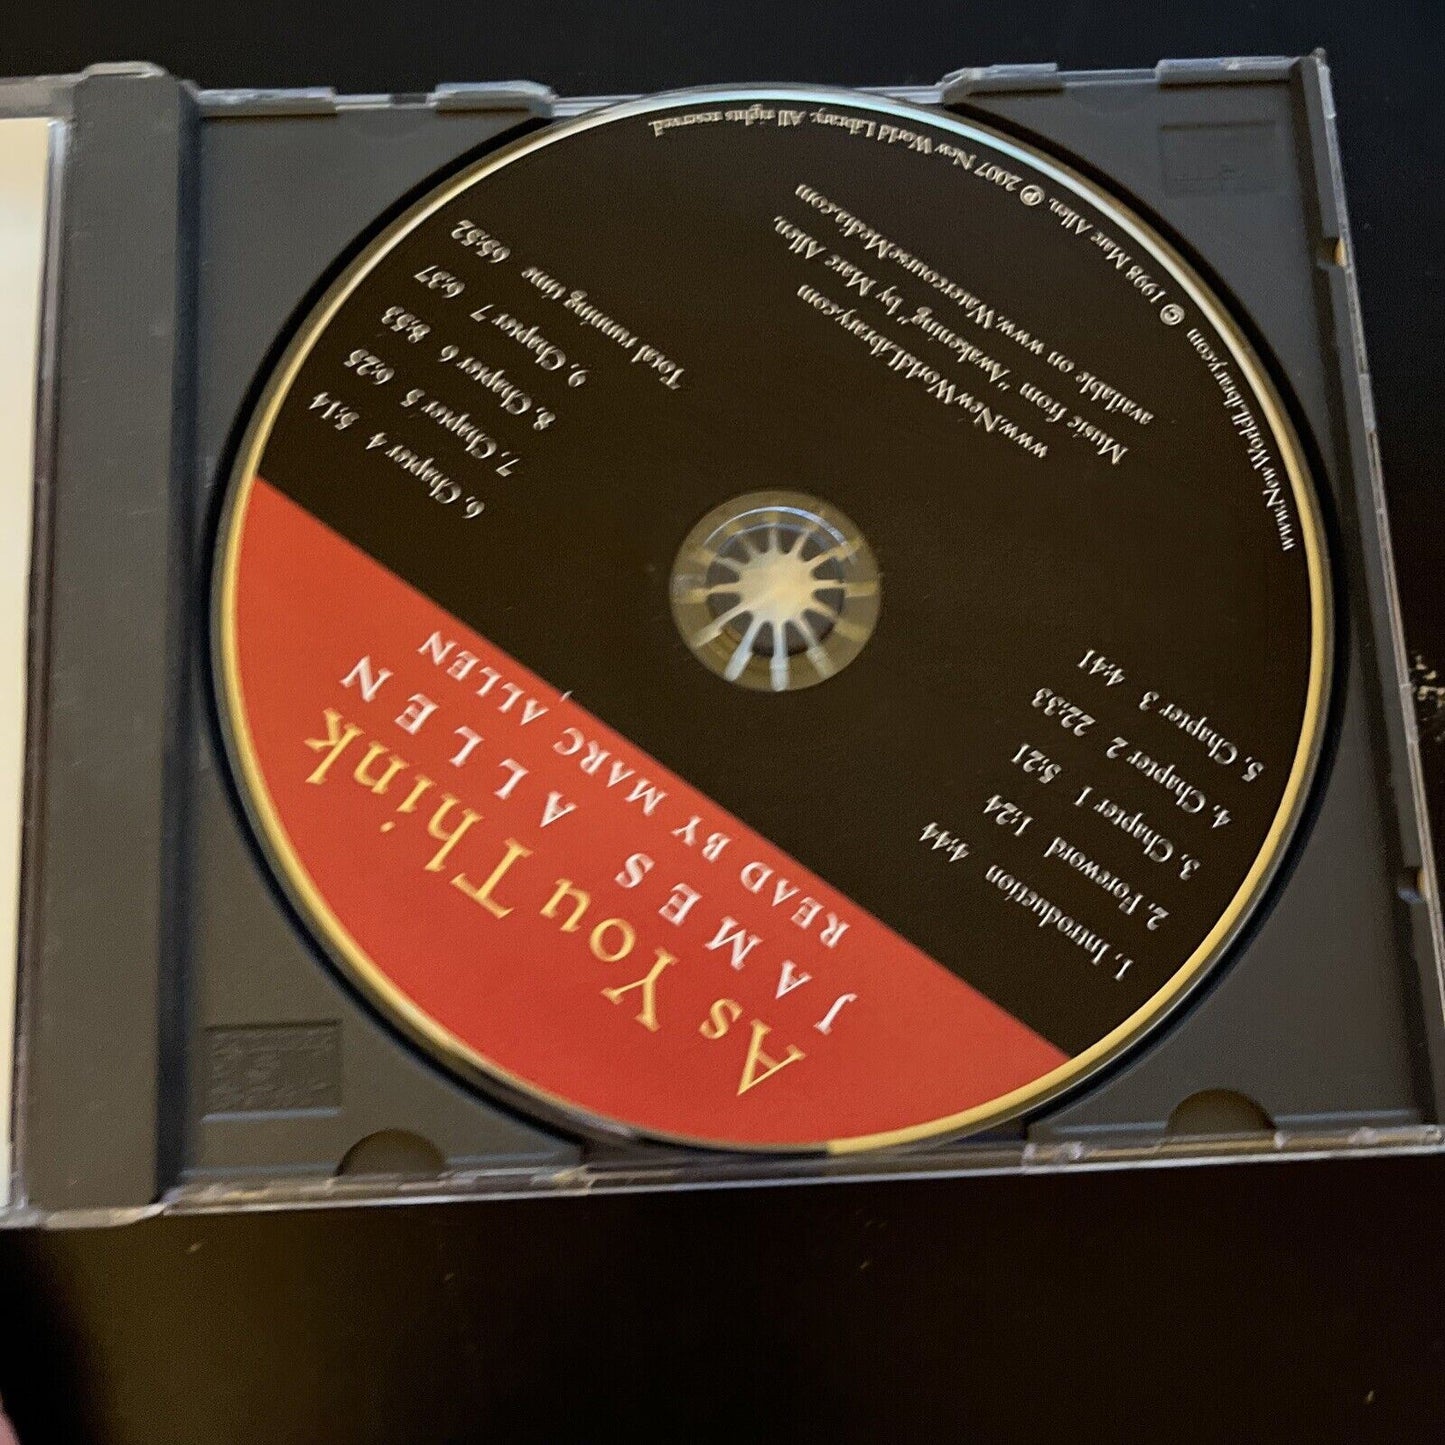 As You Think
JAMES ALLEN
READ BY MARC ALLEN
1. Introduction 4:44
2. Foreword 1:24
3. Chapter 1 5:21
4. Chapter 2 22:33
5. Chapter 3 4:41
6. Chapter 4 5:14
7. Chapter 5 6:25
8. Chapter 6 8:53
9. Chapter 7 6:37
Total running time 65:52
www.NewWorldLibrary.com
Music from "Awakening" by Marc Allen,
available on www.WatercourseMedia.com
www.NewWorldLibrary.com © 1998 Marc Allen, ℗ 2007 New World Library. All rights reserved.